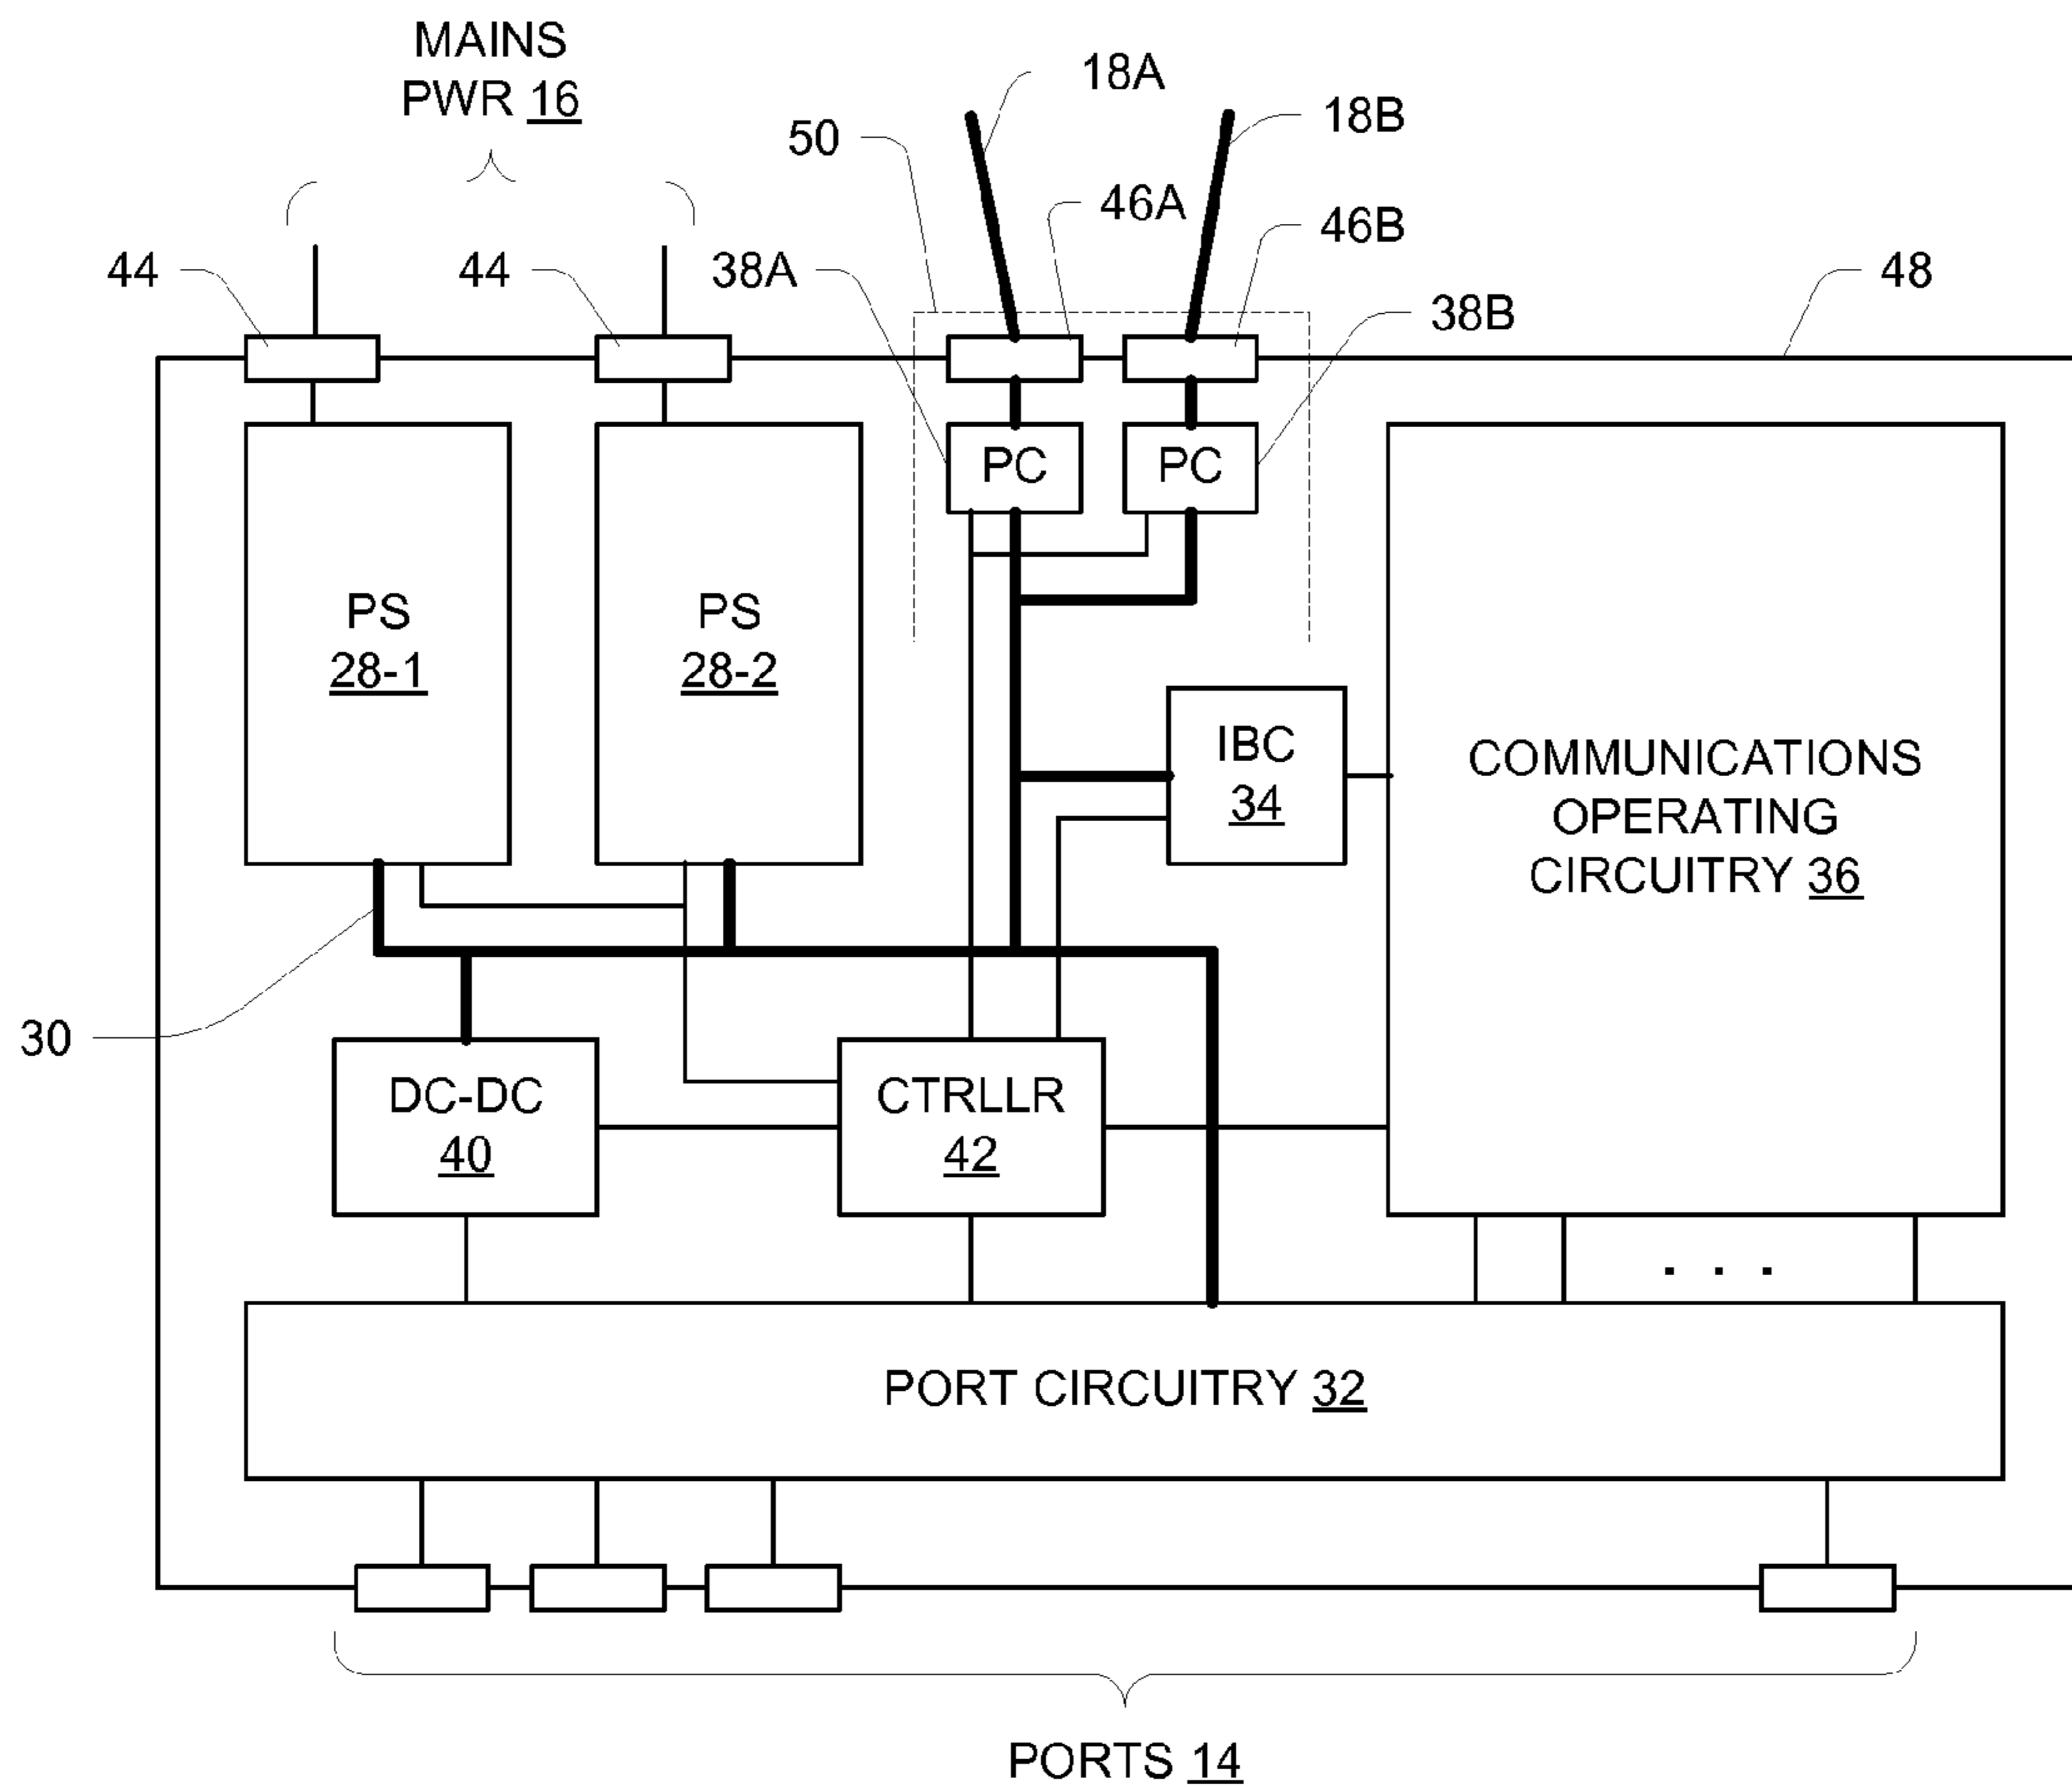 MAINS
PWR 16
18A
18B
50
46A
46B
44
44
38A
38B
48
PC
PC
PS
28-1
PS
28-2
IBC
34
COMMUNICATIONS
OPERATING
CIRCUITRY 36
30
DC-DC
40
CTRLLR
42
. . .
PORT CIRCUITRY 32
PORTS 14